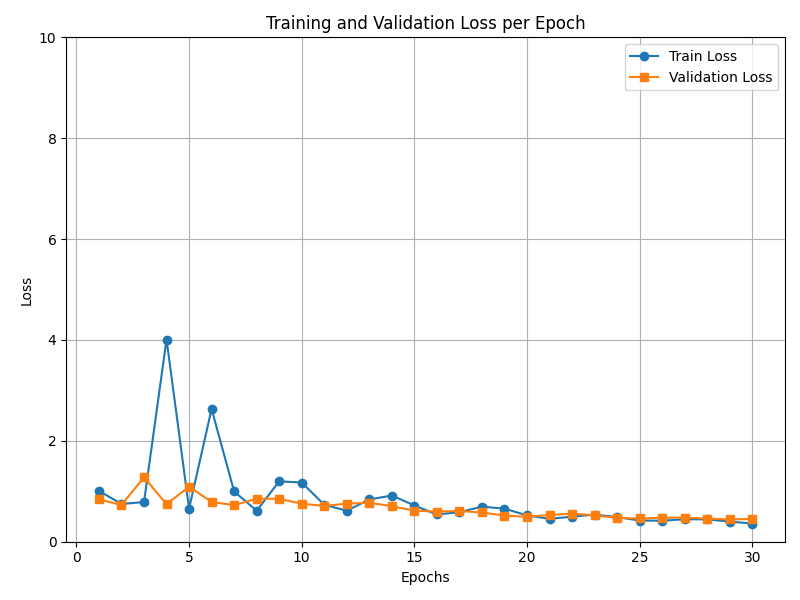 Training and Validation Loss per Epoch
10
8
6
4
2
0
Loss
Train Loss
Validation Loss
0 5 10 15 20 25 30
Epochs